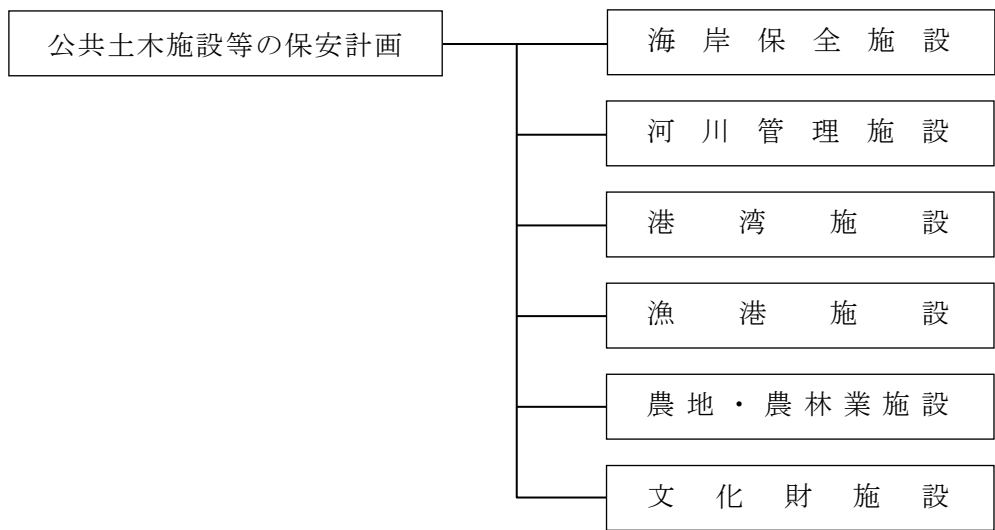 公共土木施設等の保安計画
海岸保全施設
河川管理施設
港湾施設
漁港施設
農地・農林業施設
文化財施設